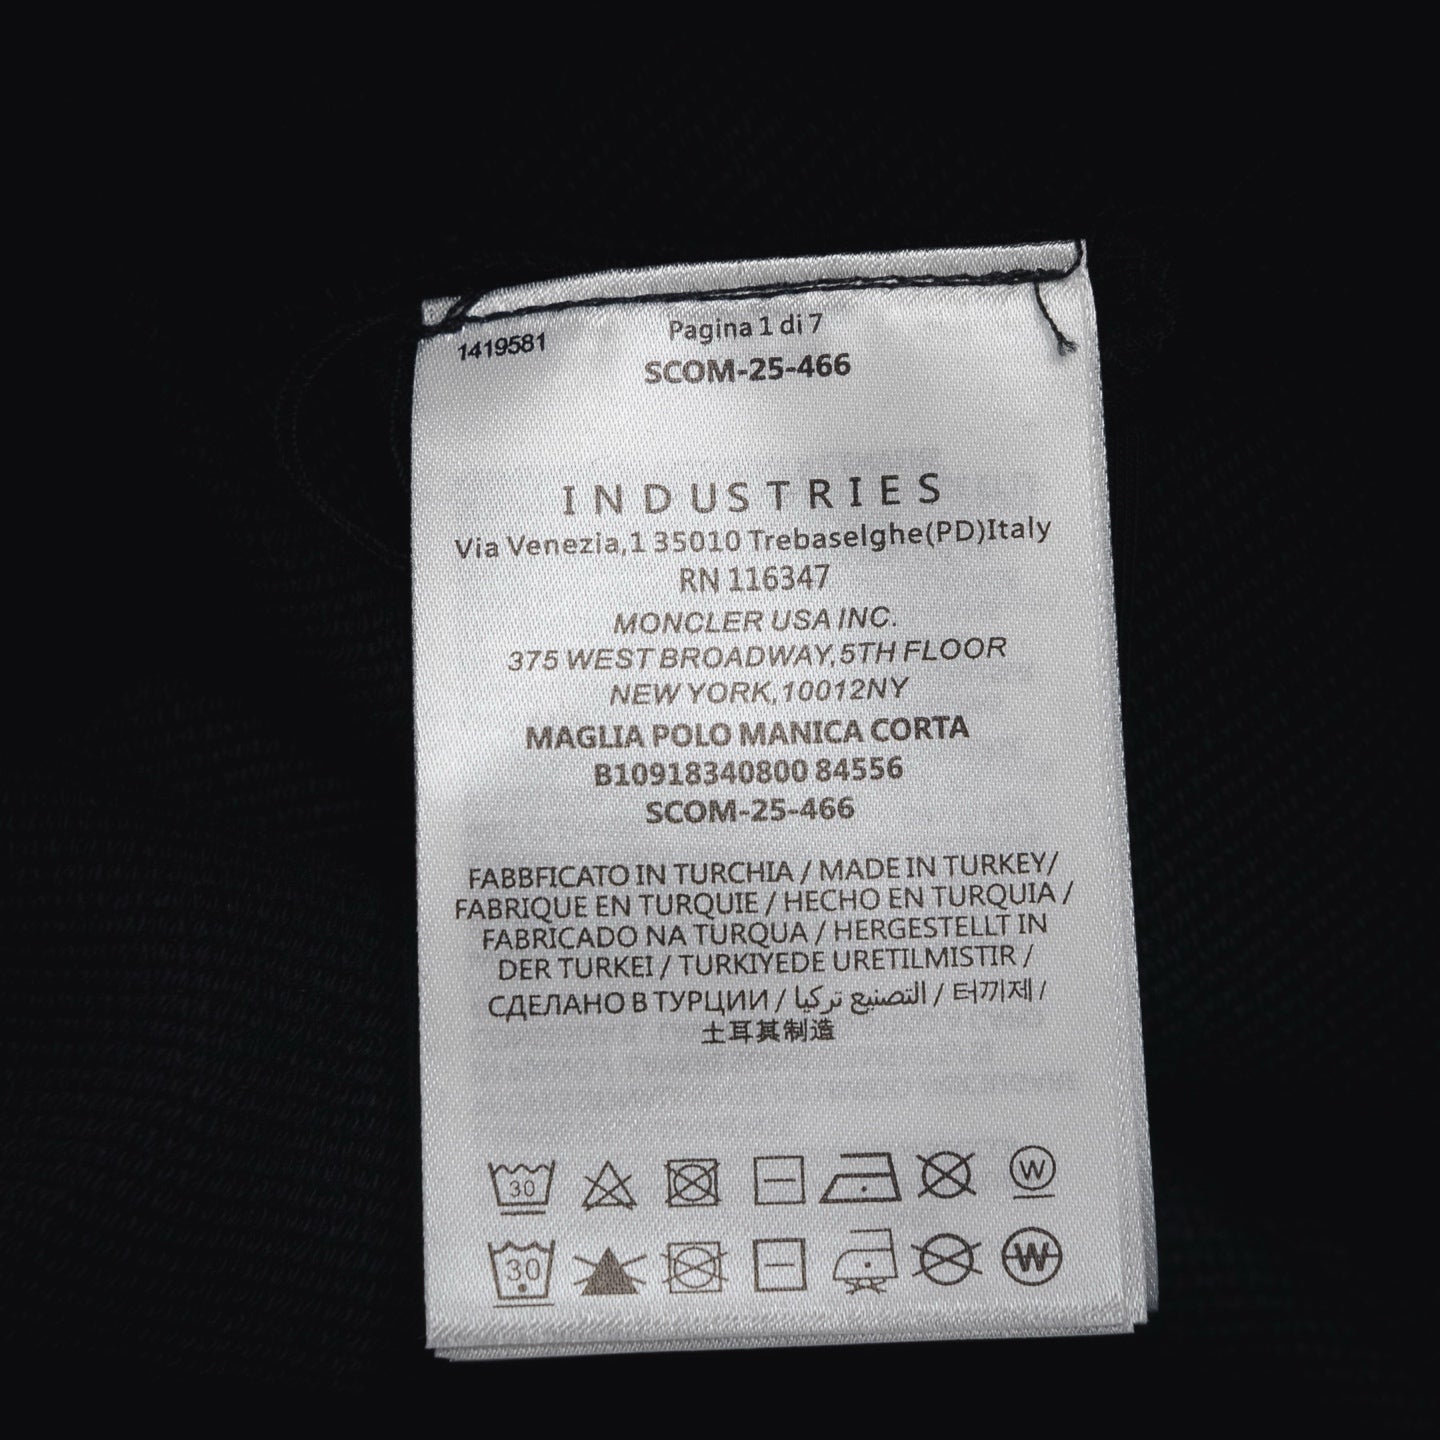 Pagina 1 di 7
1419581
SCOM-25-466
INDUSTRIES
Via Venezia,1 35010 Trebaselghe(PD)Italy
RN 116347
MONCLER USA INC.
375 WEST BROADWAY,5TH FLOOR
NEW YORK,10012NY
MAGLIA POLO MANICA CORTA
B10918340800 84556
SCOM-25-466
FABBFICATO IN TURCHIA / MADE IN TURKEY/
FABRIQUE EN TURQUIE / HECHO EN TURQUIA /
FABRICADO NA TURQUA / HERGESTELLT IN
DER TURKEI / TURKIYEDE URETILMISTIR /
СДЕЛАНО В ТУРЦИИ / التصنيع تركيا / 터끼제 /
土耳其制造
30 W
30 W